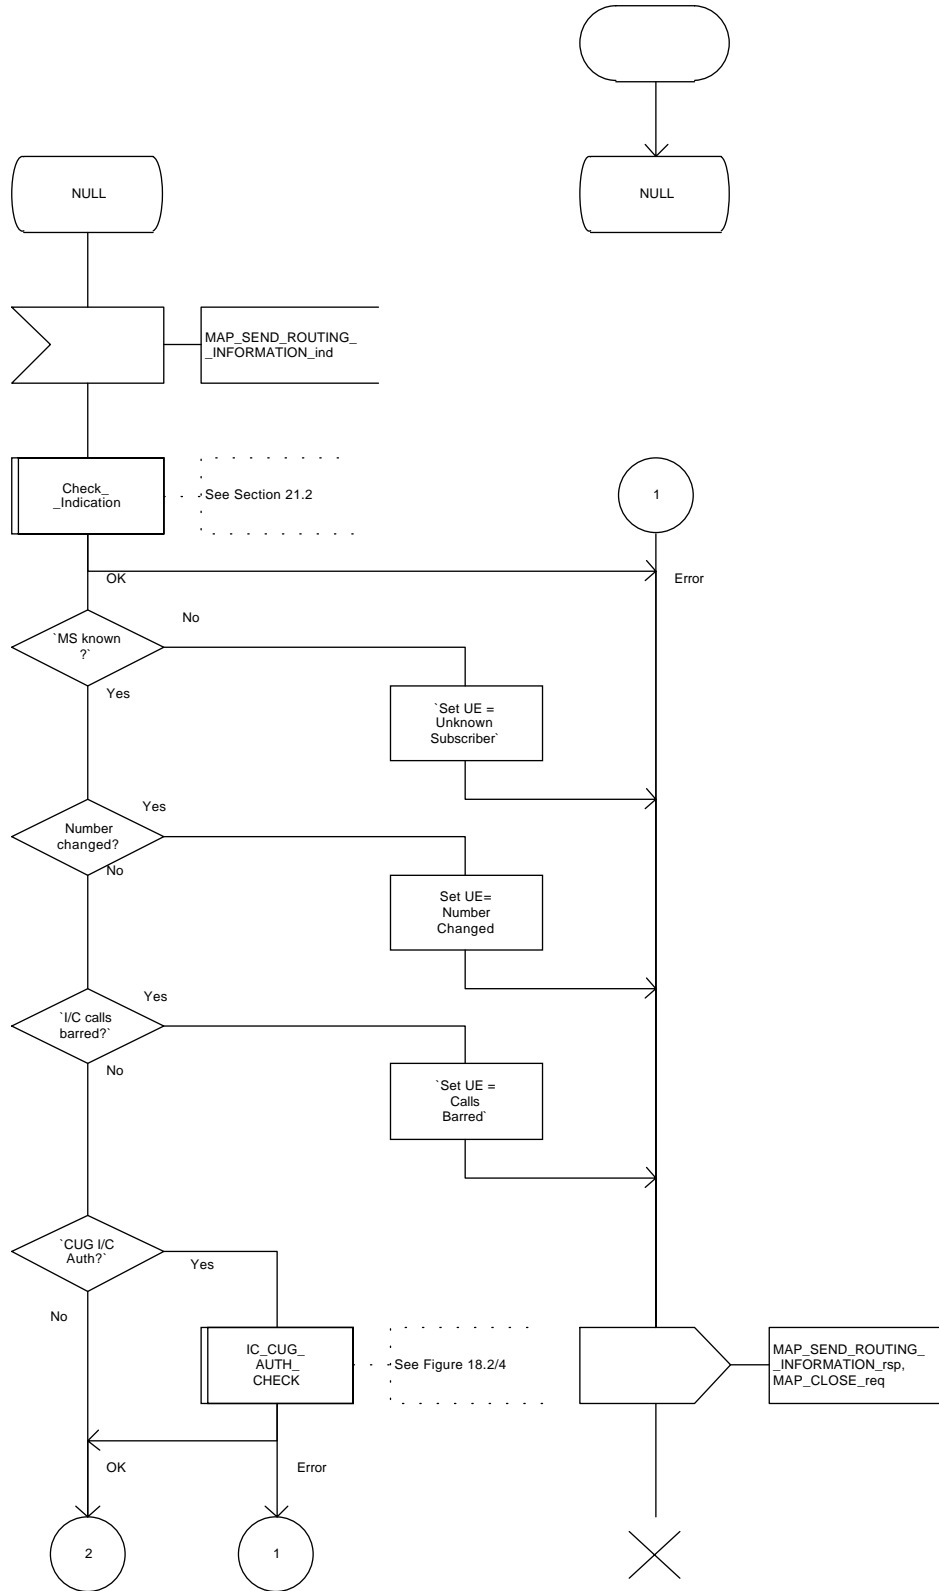 NULL
NULL
MAP_SEND_ROUTING_
_INFORMATION_ind
Check_
_Indication
See Section 21.2
1
OK
Error
`MS known
?`
No
Yes
`Set UE =
Unknown
Subscriber`
Number
changed?
Yes
No
Set UE=
Number
Changed
`I/C calls
barred?`
Yes
No
`Set UE =
Calls
Barred`
`CUG I/C
Auth?`
Yes
No
IC_CUG_
AUTH_
CHECK
See Figure 18.2/4
MAP_SEND_ROUTING_
_INFORMATION_rsp,
MAP_CLOSE_req
OK
Error
2
1